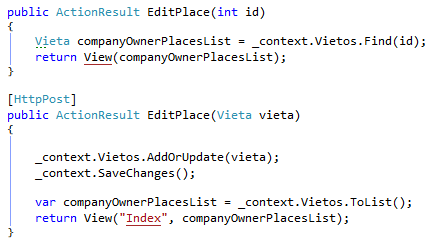 public ActionResult EditPlace(int id)
{
    Vieta companyOwnerPlacesList = _context.Vietos.Find(id);
    return View(companyOwnerPlacesList);
}
[HttpPost]
public ActionResult EditPlace(Vieta vieta)
{
    _context.Vietos.AddOrUpdate(vieta);
    _context.SaveChanges();
    var companyOwnerPlacesList = _context.Vietos.ToList();
    return View("Index", companyOwnerPlacesList);
}